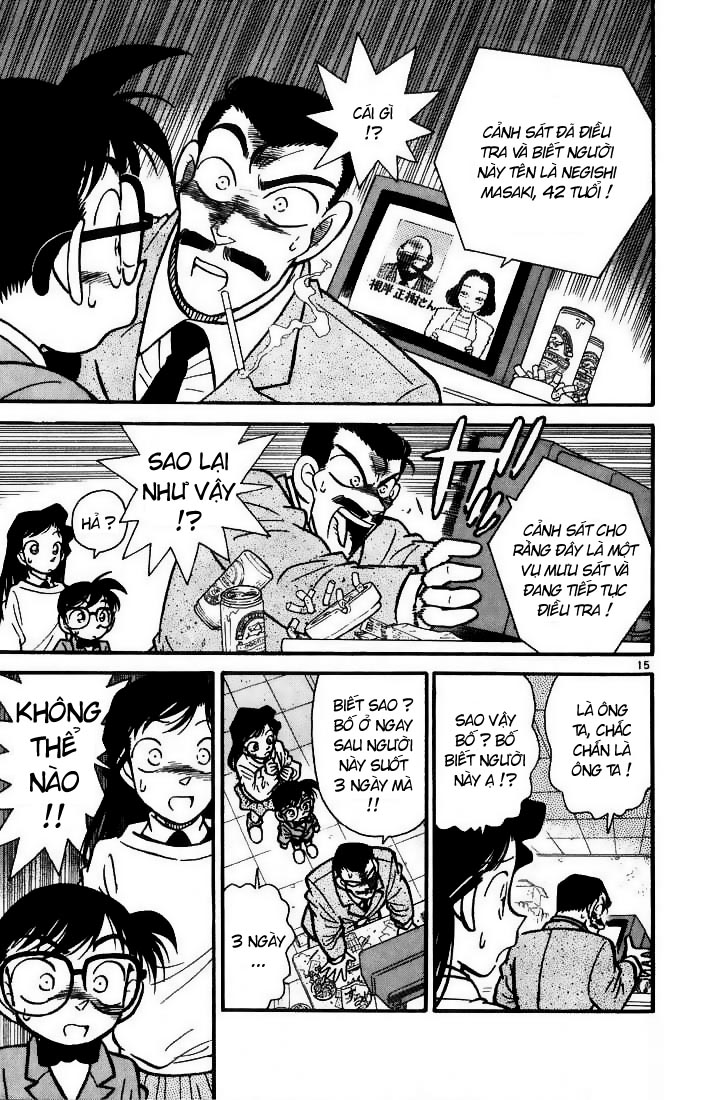 CẢNH SÁT ĐÃ ĐIỀU
TRA VÀ BIẾT NGƯỜI
NÀY TÊN LÀ NEGISHI
MASAKI, 42 TUỔI !
CÁI GÌ
!?
根岸 正樹さん
CẢNH SÁT CHO
RẰNG ĐÂY LÀ MỘT
VỤ MƯU SÁT VÀ
ĐANG TIẾP TỤC
ĐIỀU TRA !
SAO LẠI
NHƯ VẬY
!?
HẢ ?
15
LÀ ÔNG
TA, CHẮC
CHẮN LÀ
ÔNG TA !
SAO VẬY
BỐ ? BỐ
BIẾT NGƯỜI
NÀY Ạ !?
BIẾT SAO ?
BỐ Ở NGAY
SAU NGƯỜI
NÀY SUỐT
3 NGÀY MÀ
!!
3 NGÀY
...
KHÔNG
THỂ
NÀO
!!